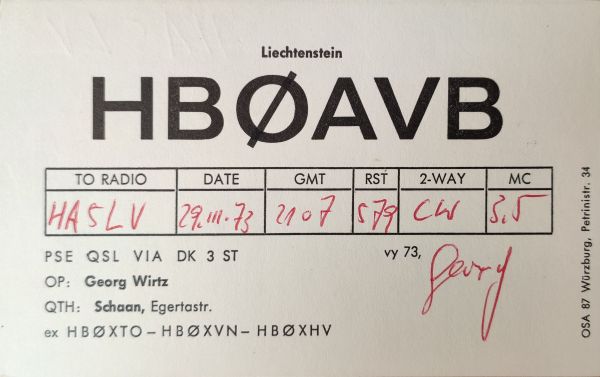 Liechtenstein
HBØAVB
TO RADIO DATE GMT RST 2-WAY MC
HA5LV 29.III.73 2107 579 CW 3,5
PSE QSL VIA DK 3 ST
vy 73,
Georg
OP: Georg Wirtz
QTH: Schaan, Egertastr.
ex HBØXTO – HBØXVN – HBØXHV
OSA 87 Würzburg, Petrinistr. 34